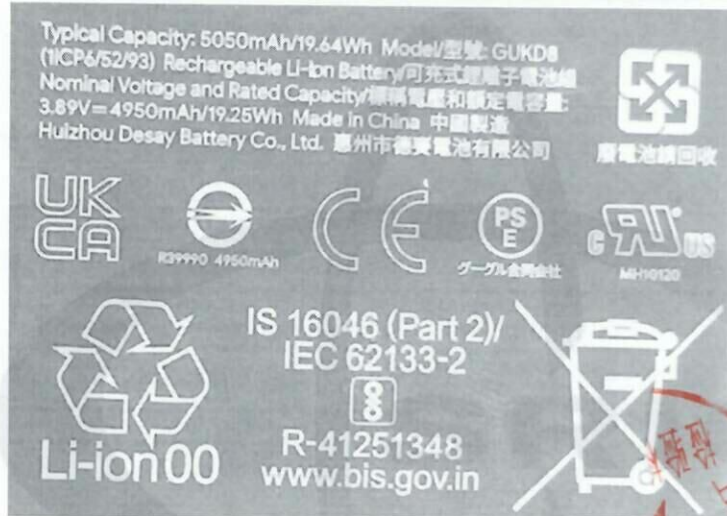 Typical Capacity: 5050mAh/19.64Wh Model/型號: GUKD8
(1ICP6/52/93) Rechargeable Li-Ion Battery/可充式鋰離子電池組
Nominal Voltage and Rated Capacity/標稱電壓和額定電容量:
3.89V⎓4950mAh/19.25Wh Made in China 中國製造
Huizhou Desay Battery Co., Ltd. 惠州市德賽電池有限公司
廢電池請回收
UK
CA
R39990 4950mAh
CE
PS
E
グーグル合同会社
C RU US
MH10120
Li-ion 00
IS 16046 (Part 2)/
IEC 62133-2
R-41251348
www.bis.gov.in
检验